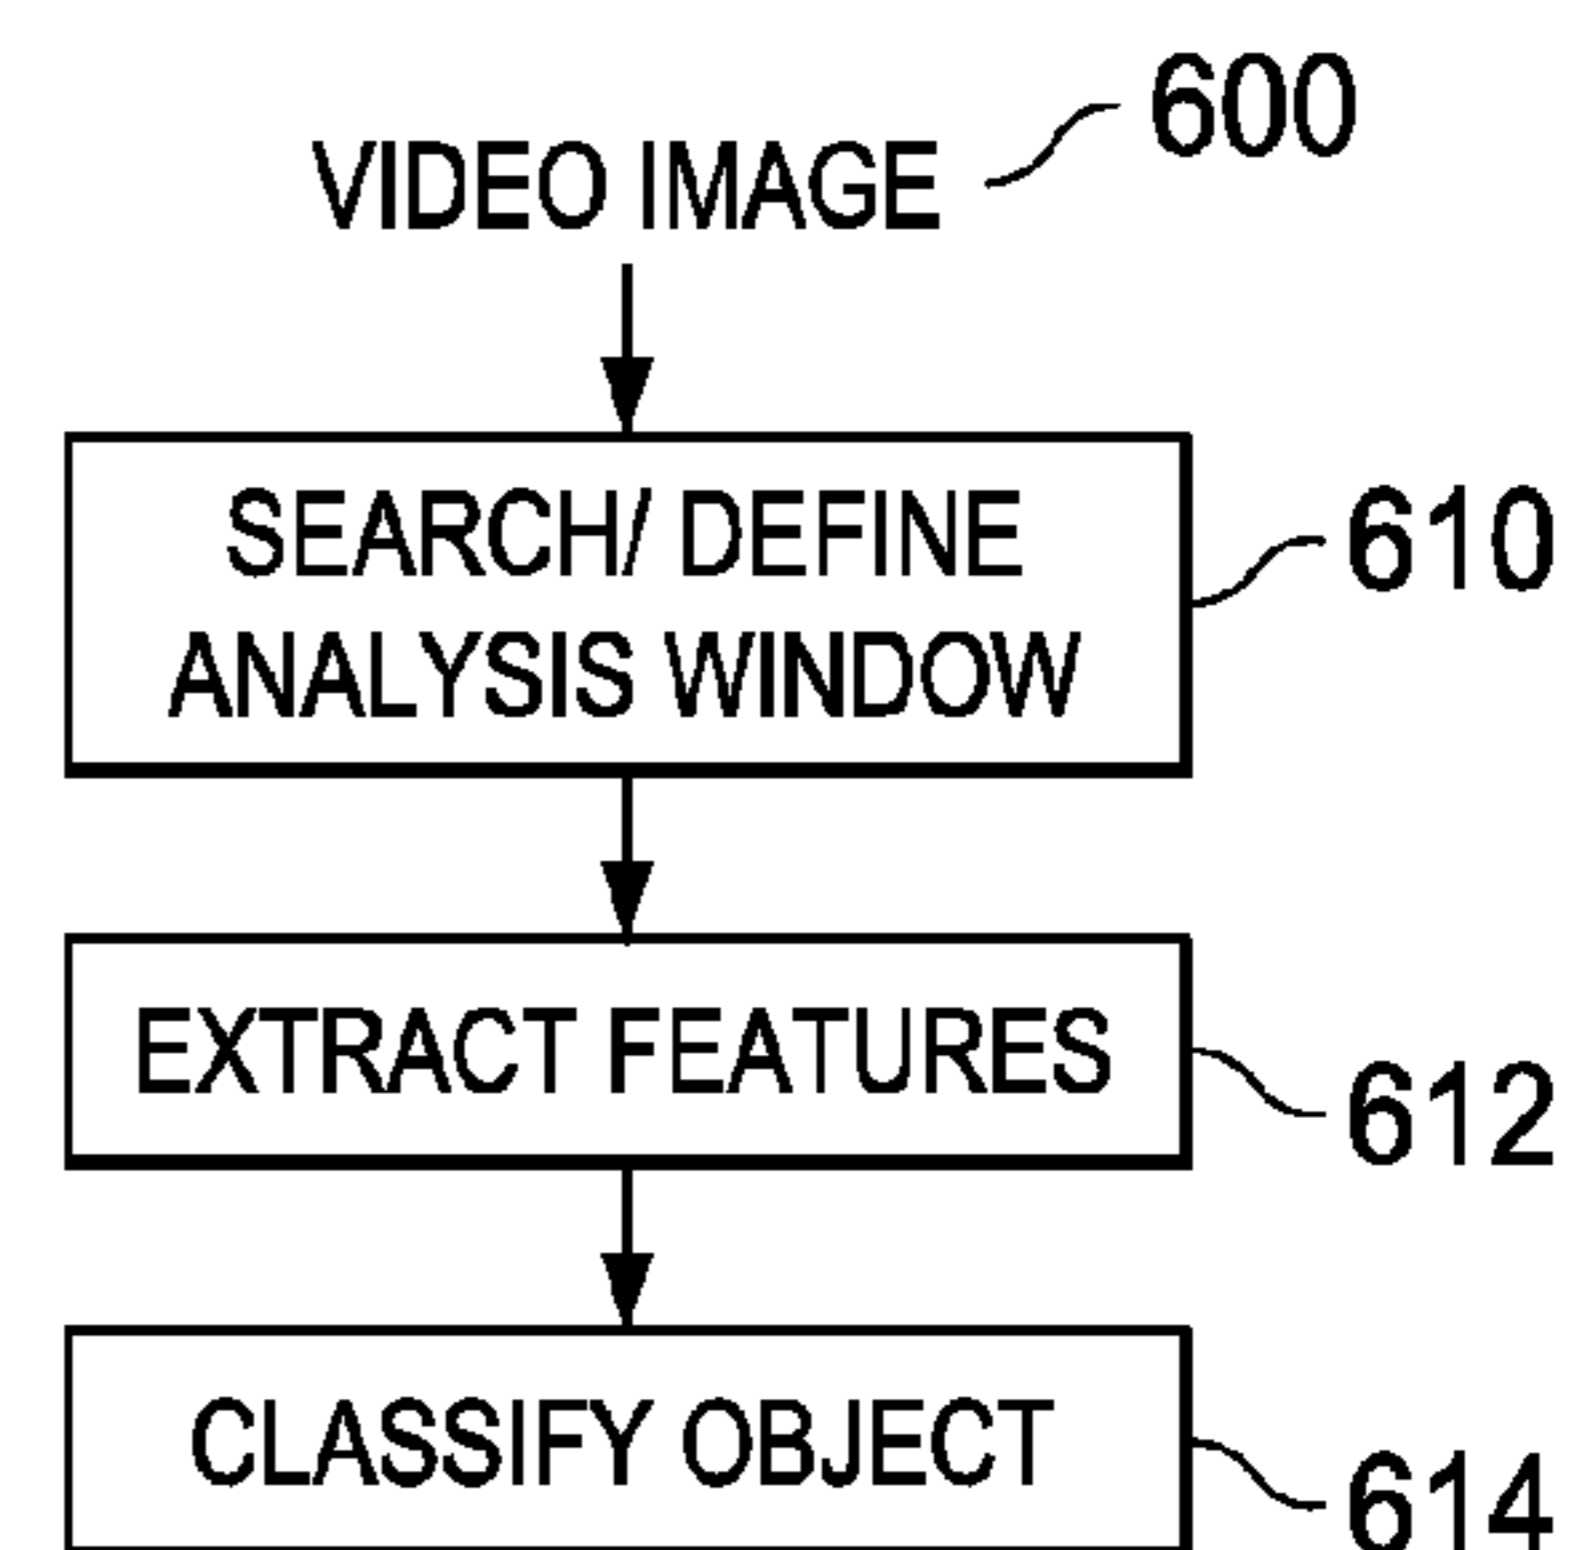 VIDEO IMAGE 600
SEARCH/ DEFINE
ANALYSIS WINDOW
610
EXTRACT FEATURES
612
CLASSIFY OBJECT
614